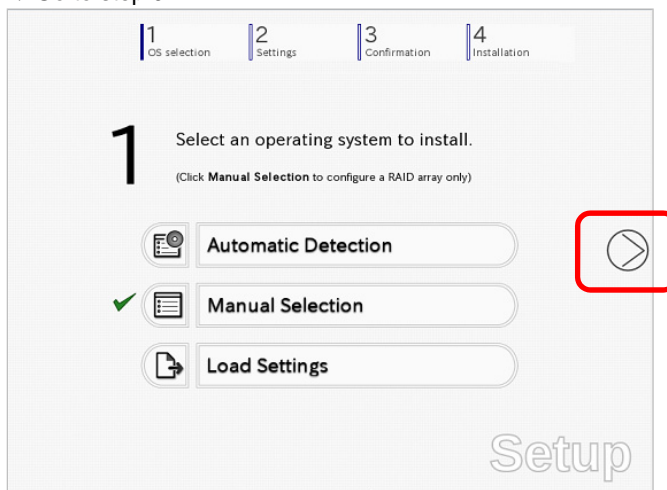 1 2 3 4
OS selection Settings Confirmation Installation
1 Select an operating system to install.
(Click Manual Selection to configure a RAID array only)
Automatic Detection
Manual Selection
Load Settings
Setup